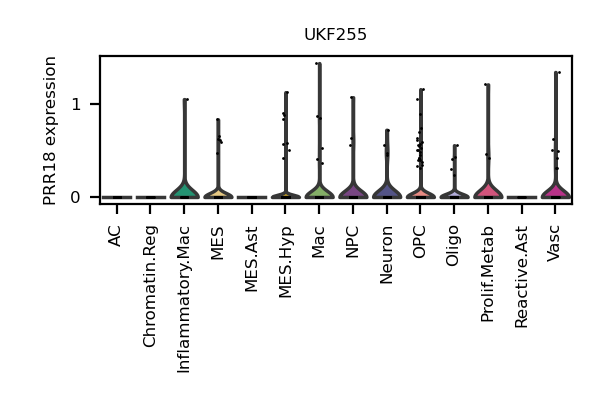 UKF255
PRR18 expression
1
0
AC
Chromatin.Reg
Inflammatory.Mac
MES
MES.Ast
MES.Hyp
Mac
NPC
Neuron
OPC
Oligo
Prolif.Metab
Reactive.Ast
Vasc